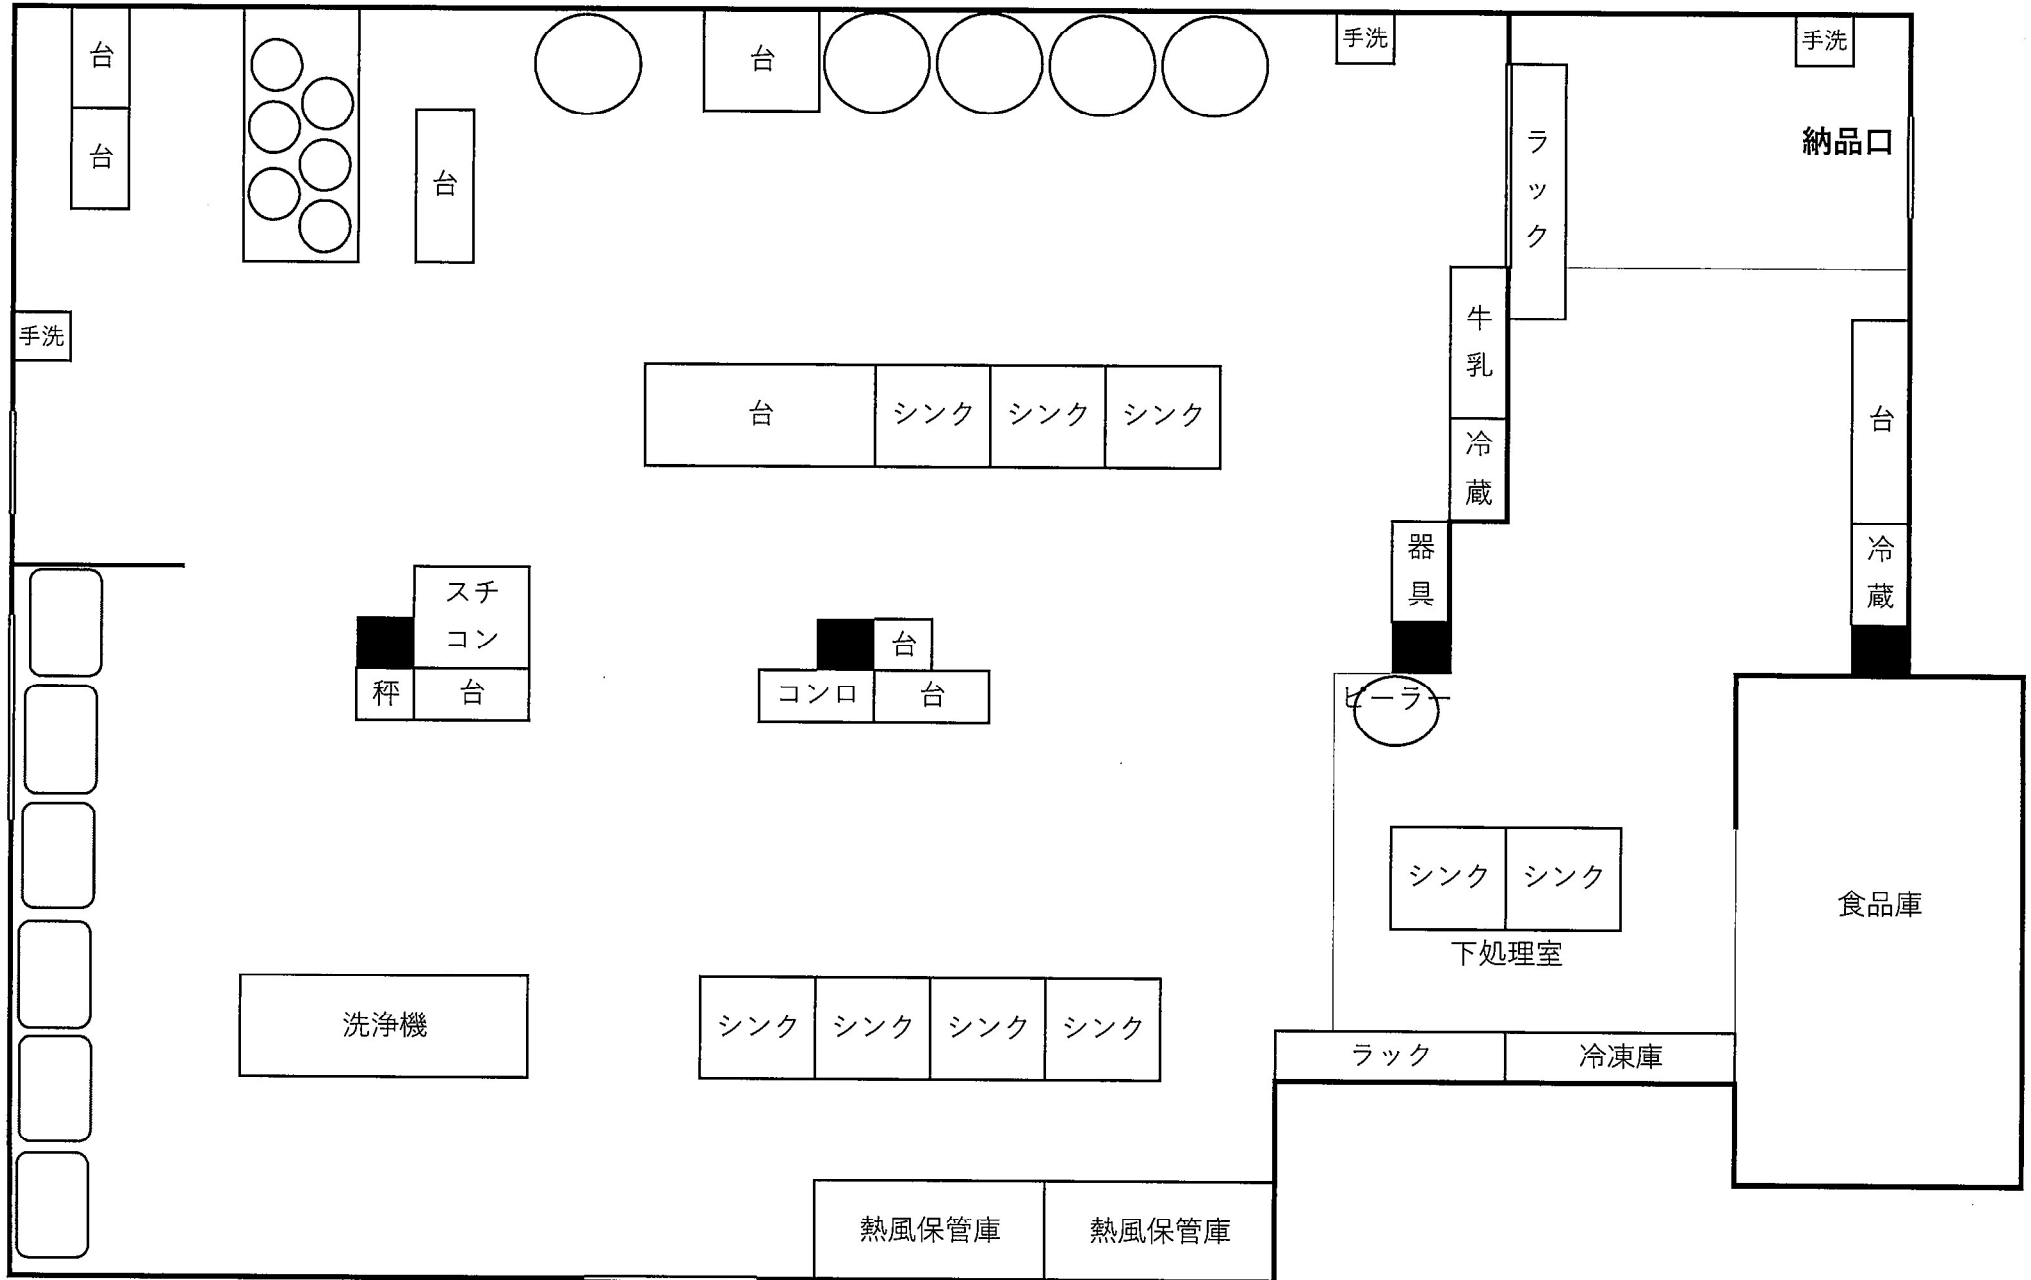 台
台
台
台
手洗
手洗
納品口
ラック
手洗
牛乳
冷蔵
台
シンク
シンク
シンク
台
冷蔵
器具
スチ
コン
秤
台
台
コンロ
台
ピーラー
シンク
シンク
下処理室
食品庫
洗浄機
シンク
シンク
シンク
シンク
ラック
冷凍庫
熱風保管庫
熱風保管庫